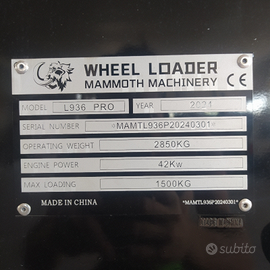 WHEEL LOADER
MAMMOTH MACHINERY
CE
MODEL L936 PRO YEAR 2024
SERIAL NUMBER *MAMTL936P20240301*
OPERATING WEIGHT 2850KG
ENGINE POWER 42Kw
MAX LOADING 1500KG
MADE IN CHINA *MAMTL936P20240301*
subito